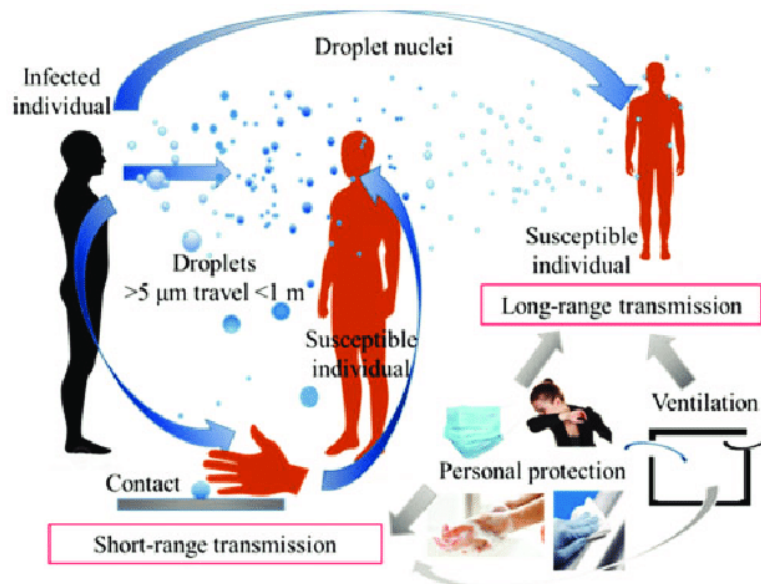 Droplet nuclei
Infected
individual
Droplets
>5 μm travel <1 m
Susceptible
individual
Susceptible
individual
Long-range transmission
Ventilation
Personal protection
Contact
Short-range transmission